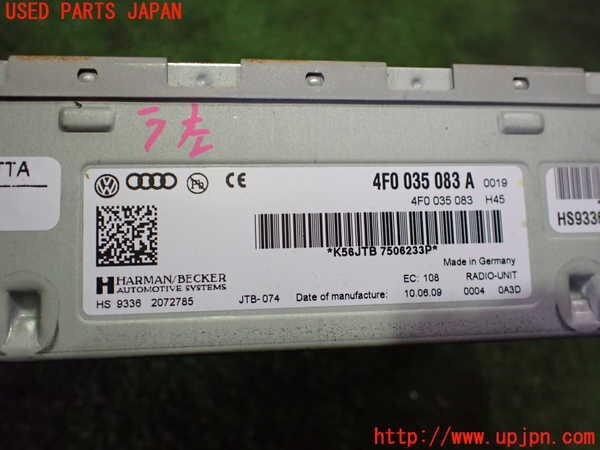 USED PARTS JAPAN
ラ左
TTA
4F0 035 083 A 0019
4F0 035 083 H45
HS9336
*K56JTB 7506233P*
Made in Germany
HARMAN/BECKER
AUTOMOTIVE SYSTEMS
EC: 108 RADIO-UNIT
HS 9336 2072785 JTB-074 Date of manufacture: 10.06.09 0004 0A3D
http://www.upjpn.com/